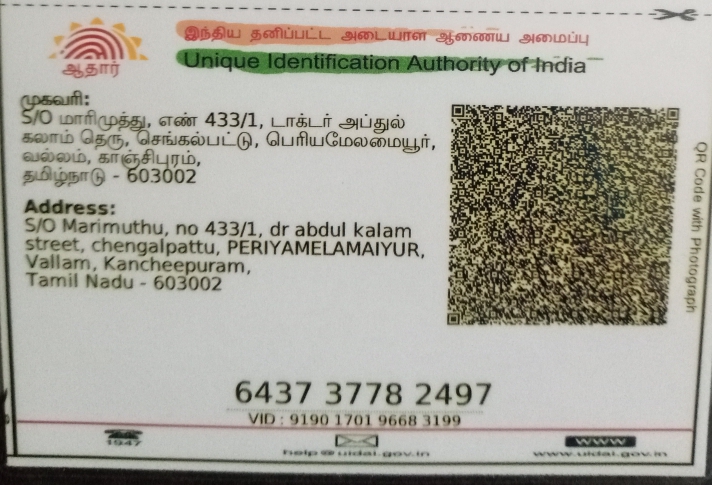 இந்திய தனிப்பட்ட அடையாள ஆணைய அமைப்பு
Unique Identification Authority of India
ஆதார்
முகவரி:
S/O மாரிமுத்து, எண் 433/1, டாக்டர் அப்துல்
கலாம் தெரு, செங்கல்பட்டு, பெரியமேலமையூர்,
வல்லம், காஞ்சிபுரம்,
தமிழ்நாடு - 603002
Address:
S/O Marimuthu, no 433/1, dr abdul kalam
street, chengalpattu, PERIYAMELAMAIYUR,
Vallam, Kancheepuram,
Tamil Nadu - 603002
QR Code with Photograph
6437 3778 2497
VID : 9190 1701 9668 3199
1947
help@uidai.gov.in
WWW
www.uidai.gov.in